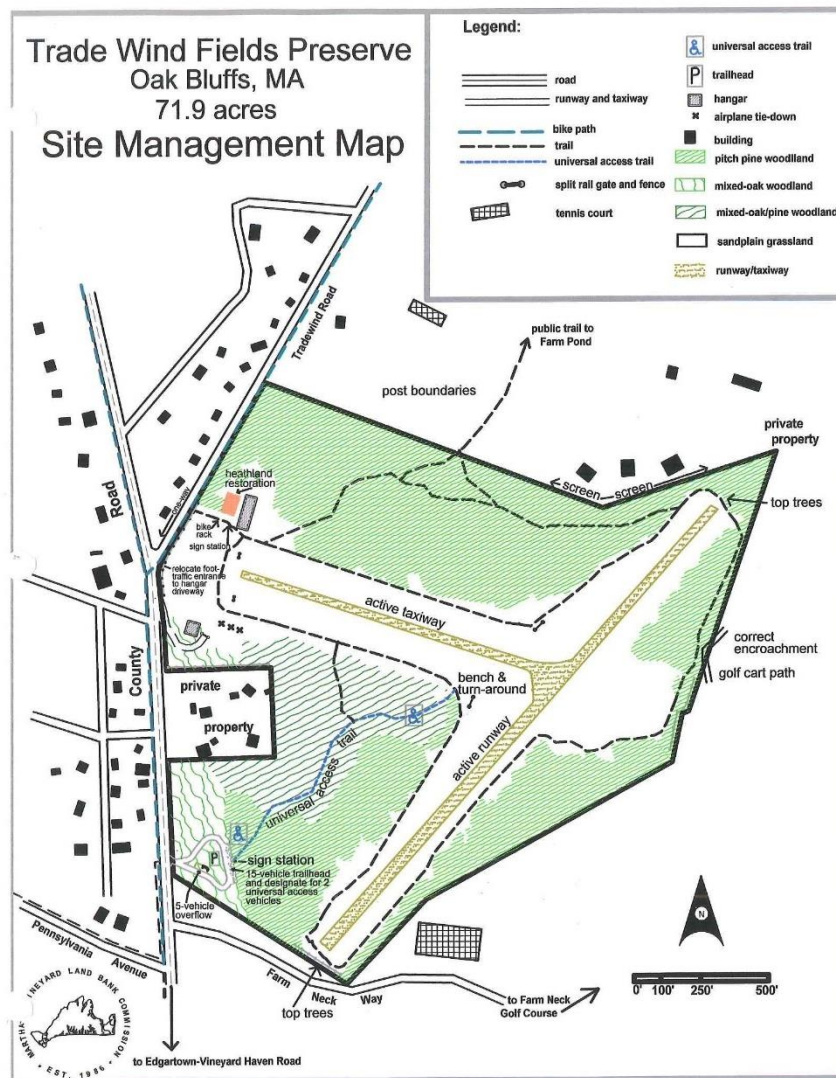 Trade Wind Fields Preserve
Oak Bluffs, MA
71.9 acres
Site Management Map
Legend:
road
runway and taxiway
bike path
trail
universal access trail
split rail gate and fence
tennis court
universal access trail
P
trailhead
hangar
airplane tie-down
building
pitch pine woodlland
mixed-oak woodland
mixed-oak/pine woodland
sandplain grassland
runway/taxiway
Tradewind Road
public trail to
Farm Pond
post boundaries
private
property
screen
screen
top trees
heathland
restoration
one-way
bike
rack
sign station
Road
relocate foot-
traffic entrance
to hangar
driveway
active taxiway
correct
encroachment
golf cart path
County
private
property
bench &
turn-around
universal access trail
active runway
P
sign station
15-vehicle trailhead
and designate for 2
universal access
vehicles
5-vehicle
overflow
Pennsylvania Avenue
Farm Neck Way
top trees
to Farm Neck
Golf Course
N
0' 100' 250' 500'
VINEYARD LAND BANK COMMISSION
MARTHA
EST. 1986
to Edgartown-Vineyard Haven Road